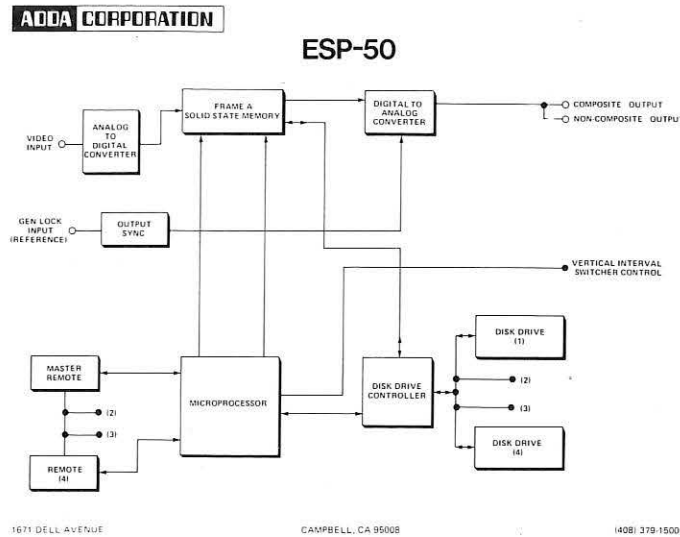 ADDA CORPORATION
ESP-50
FRAME A
SOLID STATE MEMORY
DIGITAL TO
ANALOG
CONVERTER
COMPOSITE OUTPUT
NON-COMPOSITE OUTPUT
VIDEO
INPUT
ANALOG
TO
DIGITAL
CONVERTER
GEN LOCK
INPUT
(REFERENCE)
OUTPUT
SYNC
VERTICAL INTERVAL
SWITCHER CONTROL
MASTER
REMOTE
(2)
(3)
REMOTE
(4)
MICROPROCESSOR
DISK DRIVE
CONTROLLER
DISK DRIVE
(1)
(2)
(3)
DISK DRIVE
(4)
1671 DELL AVENUE
CAMPBELL, CA 95008
(408) 379-1500